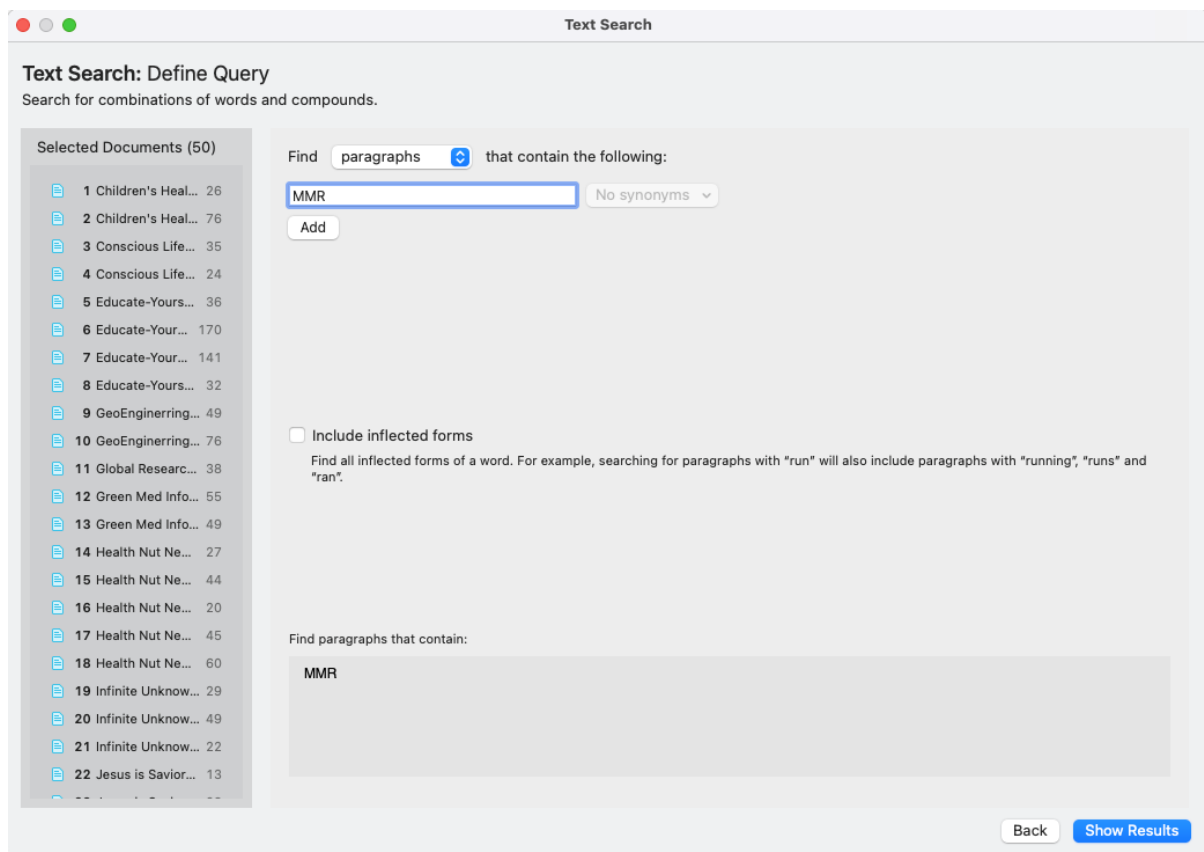 Text Search
Text Search: Define Query
Search for combinations of words and compounds.
Selected Documents (50)
1 Children's Heal... 26
2 Children's Heal... 76
3 Conscious Life... 35
4 Conscious Life... 24
5 Educate-Yours... 36
6 Educate-Your... 170
7 Educate-Your... 141
8 Educate-Yours... 32
9 GeoEnginerring... 49
10 GeoEnginerring... 76
11 Global Researc... 38
12 Green Med Info... 55
13 Green Med Info... 49
14 Health Nut Ne... 27
15 Health Nut Ne... 44
16 Health Nut Ne... 20
17 Health Nut Ne... 45
18 Health Nut Ne... 60
19 Infinite Unknow... 29
20 Infinite Unknow... 49
21 Infinite Unknow... 22
22 Jesus is Savior... 13
Find paragraphs that contain the following:
MMR No synonyms
Add
Include inflected forms
Find all inflected forms of a word. For example, searching for paragraphs with “run” will also include paragraphs with “running”, “runs” and
“ran”.
Find paragraphs that contain:
MMR
Back Show Results